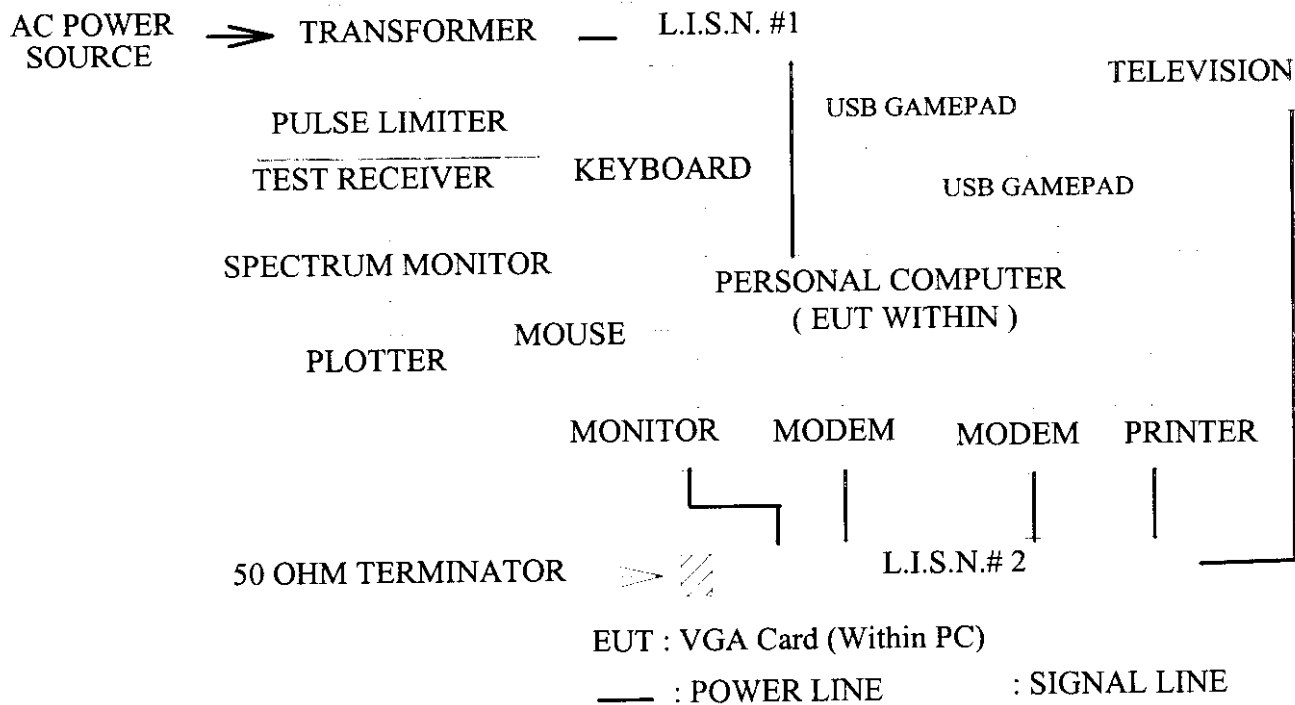 AC POWER
SOURCE
TRANSFORMER
L.I.S.N. #1
TELEVISION
USB GAMEPAD
PULSE LIMITER
TEST RECEIVER
KEYBOARD
USB GAMEPAD
SPECTRUM MONITOR
PERSONAL COMPUTER
( EUT WITHIN )
MOUSE
PLOTTER
MONITOR
MODEM
MODEM
PRINTER
50 OHM TERMINATOR
L.I.S.N.# 2
EUT : VGA Card (Within PC)
: POWER LINE
: SIGNAL LINE